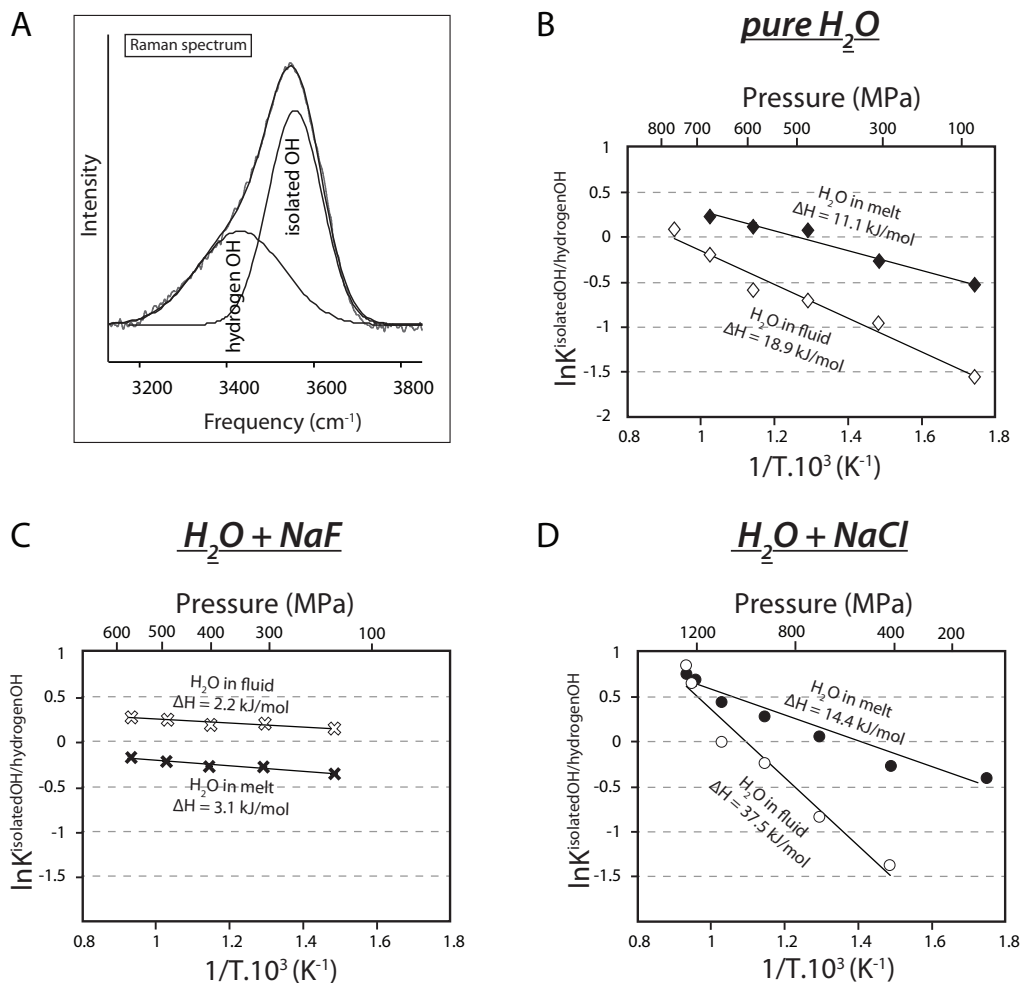 A
Raman spectrum
Intensity
isolated OH
hydrogen OH
3200 3400 3600 3800
Frequency (cm⁻¹)
B
pure H₂O
Pressure (MPa)
800 700 600 500 300 100
1
0.5
0
-0.5
-1
-1.5
-2
lnK^isolatedOH/hydrogenOH
H₂O in melt
ΔH = 11.1 kJ/mol
H₂O in fluid
ΔH = 18.9 kJ/mol
0.8 1 1.2 1.4 1.6 1.8
1/T.10³ (K⁻¹)
C
H₂O + NaF
Pressure (MPa)
600 500 400 300 100
1
0.5
0
-0.5
-1
-1.5
lnK^isolatedOH/hydrogenOH
H₂O in fluid
ΔH = 2.2 kJ/mol
H₂O in melt
ΔH = 3.1 kJ/mol
0.8 1 1.2 1.4 1.6 1.8
1/T.10³ (K⁻¹)
D
H₂O + NaCl
Pressure (MPa)
1200 900 700 400 200
1
0.5
0
-0.5
-1
-1.5
lnK^isolatedOH/hydrogenOH
H₂O in melt
ΔH = 14.4 kJ/mol
H₂O in fluid
ΔH = 37.5 kJ/mol
0.8 1 1.2 1.4 1.6 1.8
1/T.10³ (K⁻¹)